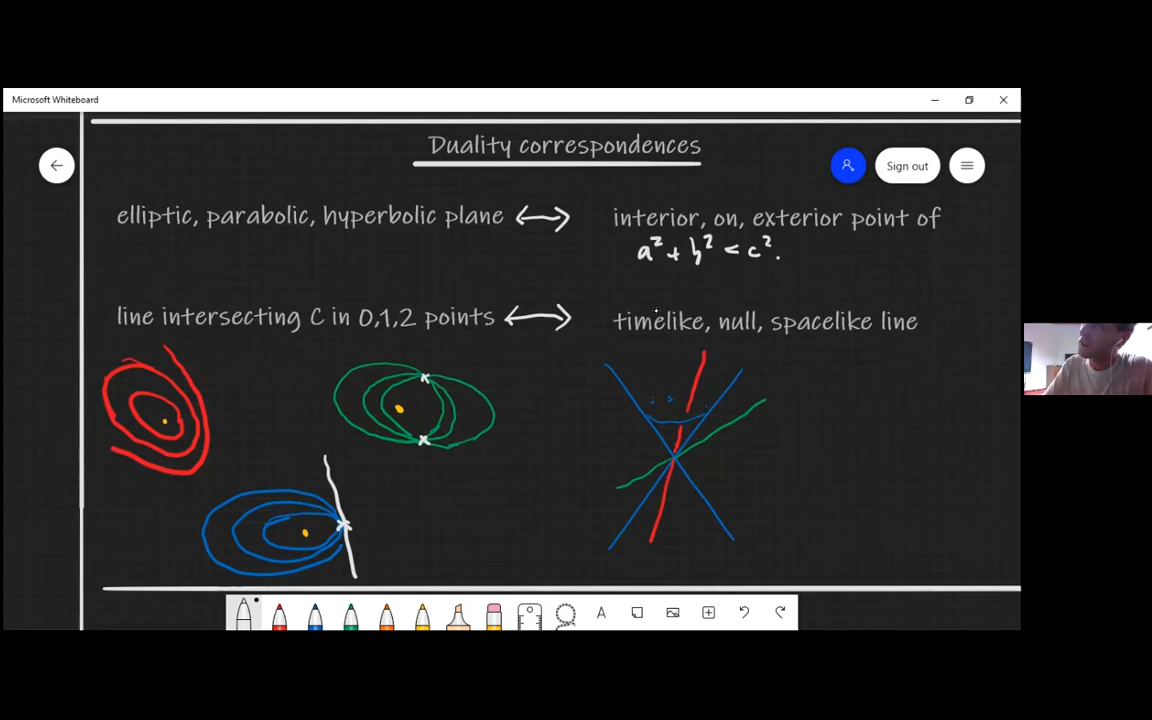 Microsoft Whiteboard
Duality correspondences
Sign out
elliptic, parabolic, hyperbolic plane ⟷ interior, on, exterior point of
a² + b² < c².
line intersecting C in 0,1,2 points ⟷ timelike, null, spacelike line
A